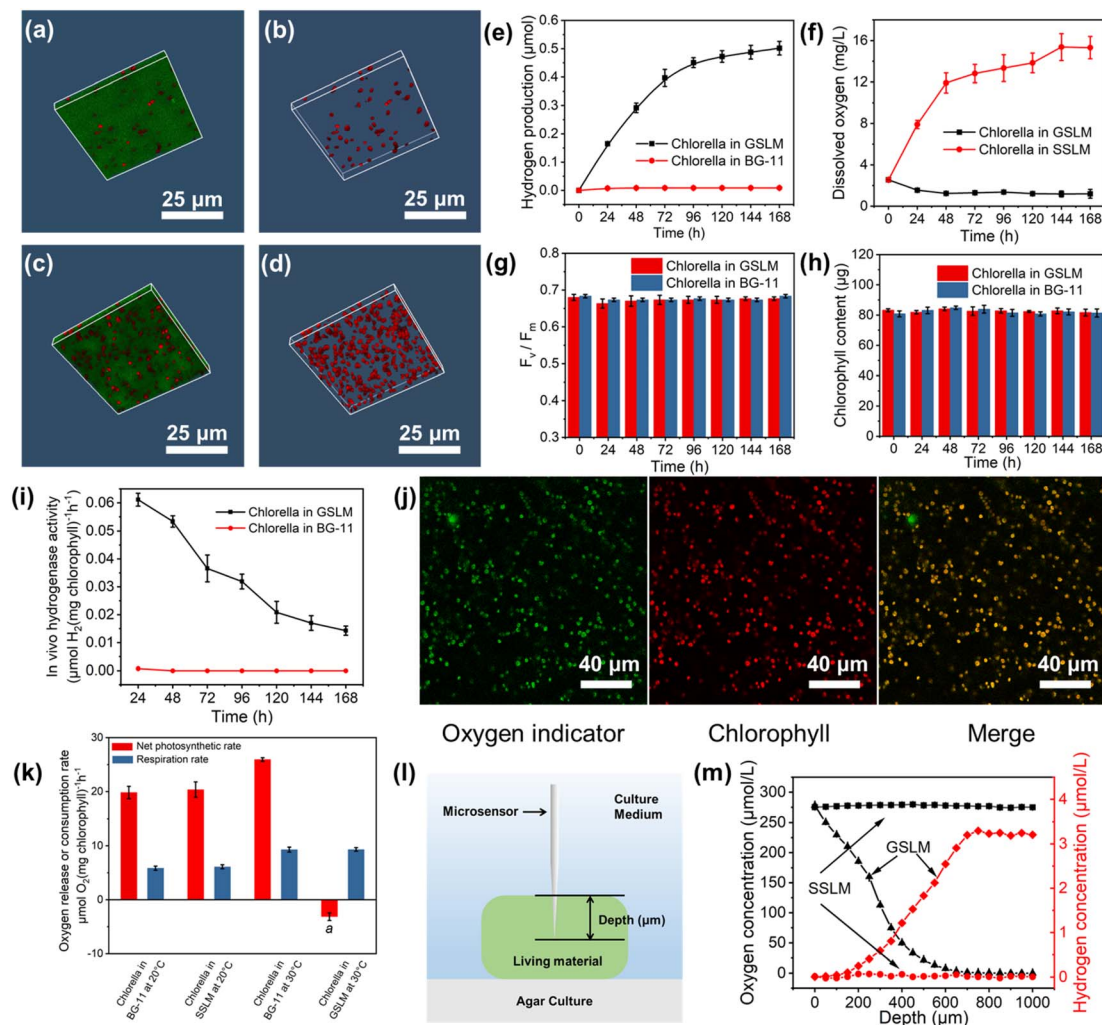 (a)
25 µm
(b)
25 µm
(c)
25 µm
(d)
25 µm
(e)
Hydrogen production (µmol)
0.6
0.5
0.4
0.3
0.2
0.1
0.0
Chlorella in GSLM
Chlorella in BG-11
0 24 48 72 96 120 144 168
Time (h)
(f)
Dissolved oxygen (mg/L)
18
16
14
12
10
8
6
4
2
0
Chlorella in GSLM
Chlorella in SSLM
0 24 48 72 96 120 144 168
Time (h)
(g)
Fv / Fm
0.8
0.7
0.6
0.5
0.4
0.3
Chlorella in GSLM
Chlorella in BG-11
0 24 48 72 96 120 144 168
Time (h)
(h)
Chlorophyll content (µg)
120
100
80
60
40
20
0
Chlorella in GSLM
Chlorella in BG-11
0 24 48 72 96 120 144 168
Time (h)
(i)
In vivo hydrogenase activity
(µmol H2(mg chlorophyll)-1h-1
0.06
0.05
0.04
0.03
0.02
0.01
0.00
Chlorella in GSLM
Chlorella in BG-11
24 48 72 96 120 144 168
Time (h)
(j)
40 µm
40 µm
40 µm
Oxygen indicator
Chlorophyll
Merge
(k)
Oxygen release or consumption rate
µmol O2(mg chlorophyll)-1h-1
30
20
10
0
-10
Net photosynthetic rate
Respiration rate
a
Chlorella in
BG-11 at 20°C
Chlorella in
SSLM at 20°C
Chlorella in
BG-11 at 30°C
Chlorella in
GSLM at 30°C
(l)
Microsensor
Culture
Medium
Depth (µm)
Living material
Agar Culture
(m)
Oxygen concentration (µmol/L)
300
275
250
225
200
175
150
125
100
75
50
25
0
SSLM
GSLM
0 200 400 600 800 1000
Depth (µm)
4
3
2
1
0
Hydrogen concentration (µmol/L)